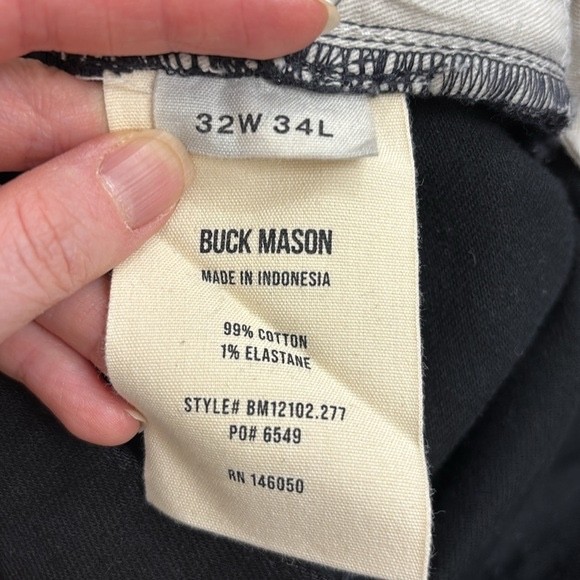 32W 34L
BUCK MASON
MADE IN INDONESIA
99% COTTON
1% ELASTANE
STYLE# BM12102.277
PO# 6549
RN 146050